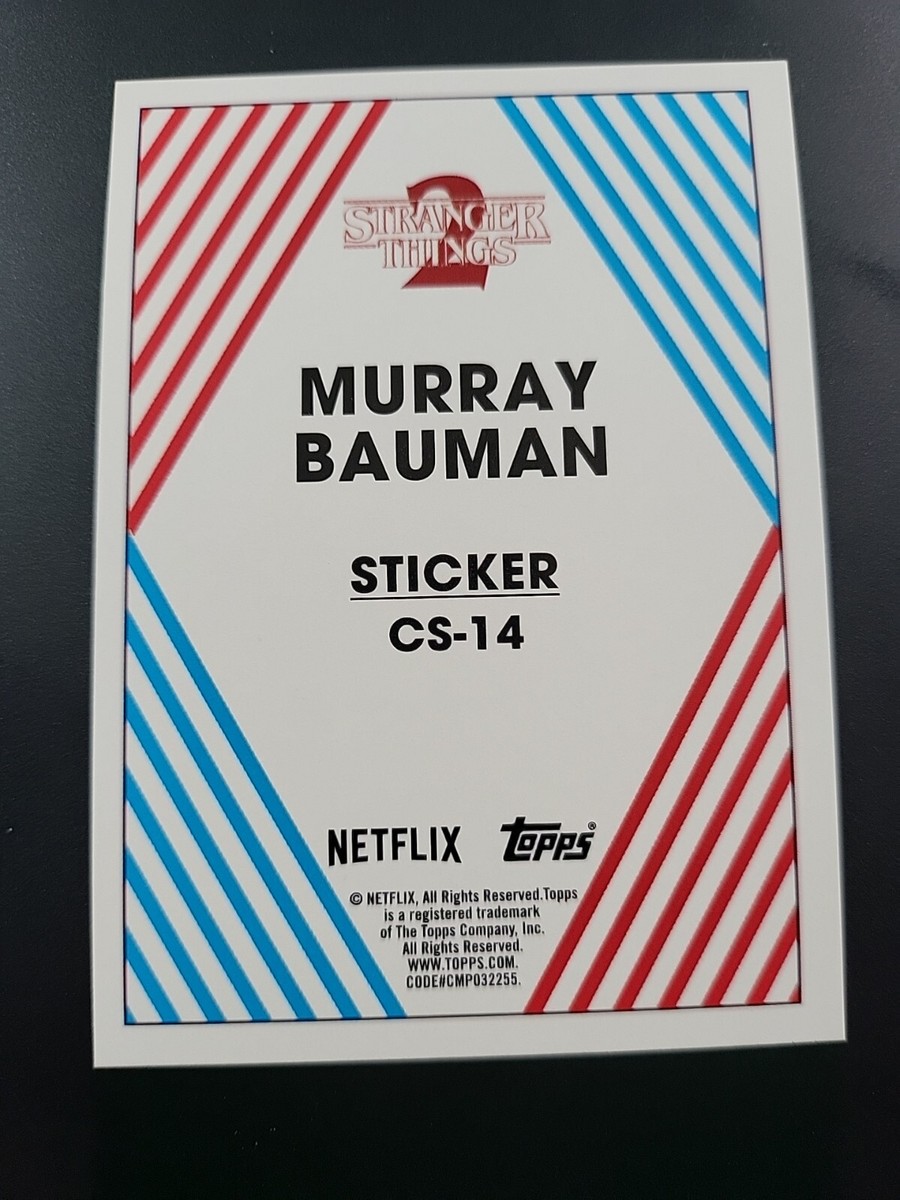 2
STRANGER
THINGS
MURRAY
BAUMAN
STICKER
CS-14
NETFLIX topps®
© NETFLIX, All Rights Reserved.Topps
is a registered trademark
of The Topps Company, Inc.
All Rights Reserved.
WWW.TOPPS.COM.
CODE#CMP032255.